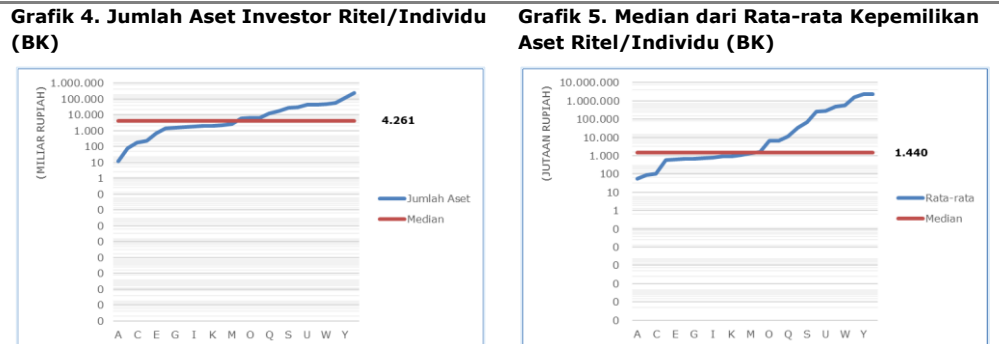 Grafik 4. Jumlah Aset Investor Ritel/Individu
(BK)
(MILIAR RUPIAH)
1.000.000
100.000
10.000
1.000
100
10
1
0
0
0
0
0
0
0
0
0
A C E G I K M O Q S U W Y
4.261
Jumlah Aset
Median
Grafik 5. Median dari Rata-rata Kepemilikan
Aset Ritel/Individu (BK)
(JUTAAN RUPIAH)
10.000.000
1.000.000
100.000
10.000
1.000
100
10
1
0
0
0
0
0
0
A C E G I K M O Q S U W Y
1.440
Rata-rata
Median